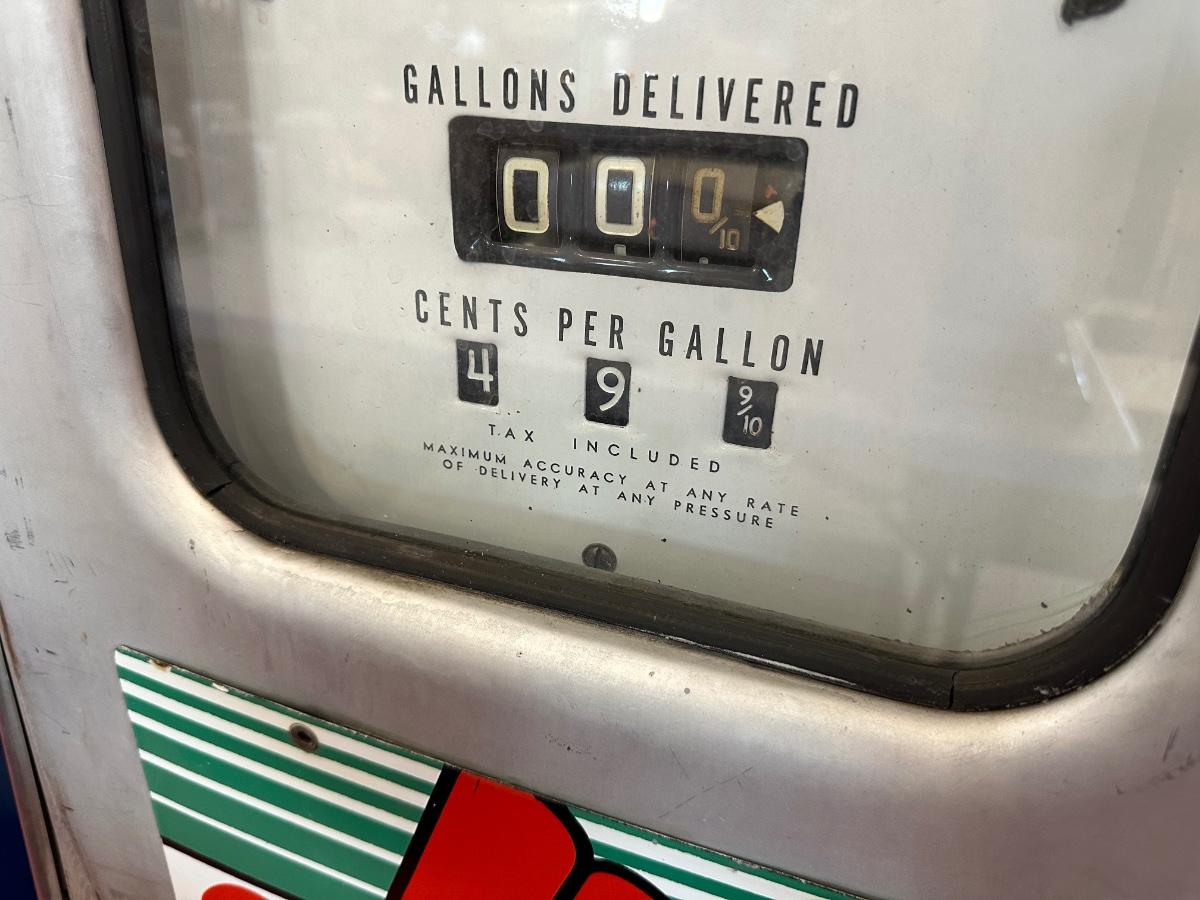 GALLONS DELIVERED
0 0 0/10
CENTS PER GALLON
4 9 9/10
TAX INCLUDED
MAXIMUM ACCURACY AT ANY RATE
OF DELIVERY AT ANY PRESSURE